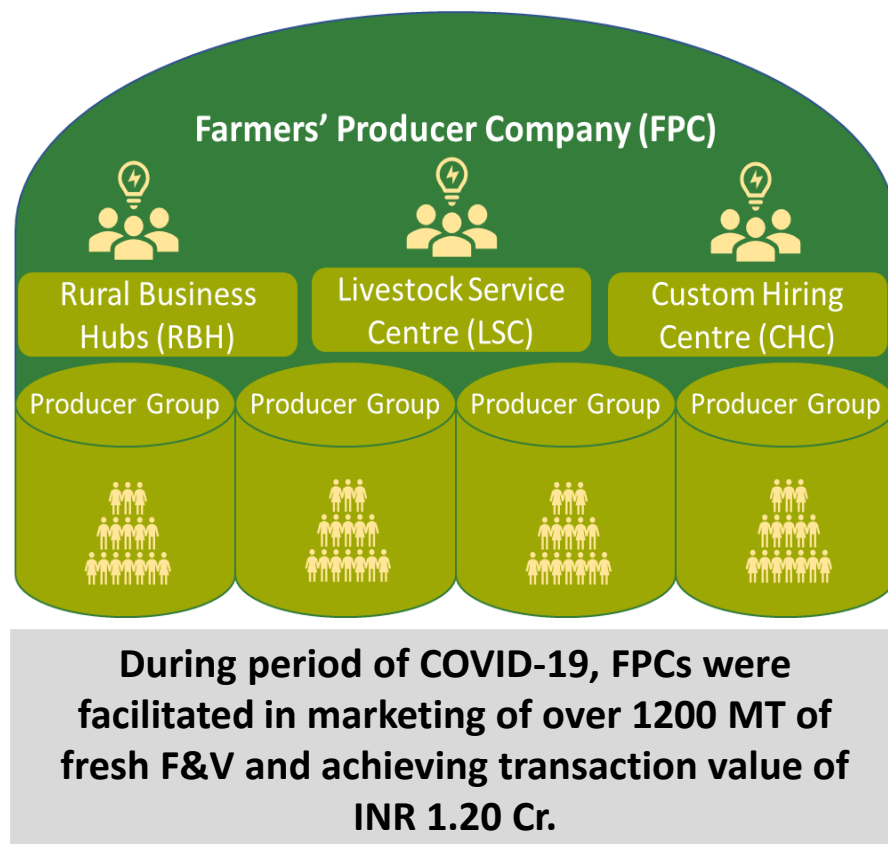 Farmers’ Producer Company (FPC)
Rural Business
Hubs (RBH)
Livestock Service
Centre (LSC)
Custom Hiring
Centre (CHC)
Producer Group
Producer Group
Producer Group
Producer Group
During period of COVID-19, FPCs were
facilitated in marketing of over 1200 MT of
fresh F&V and achieving transaction value of
INR 1.20 Cr.